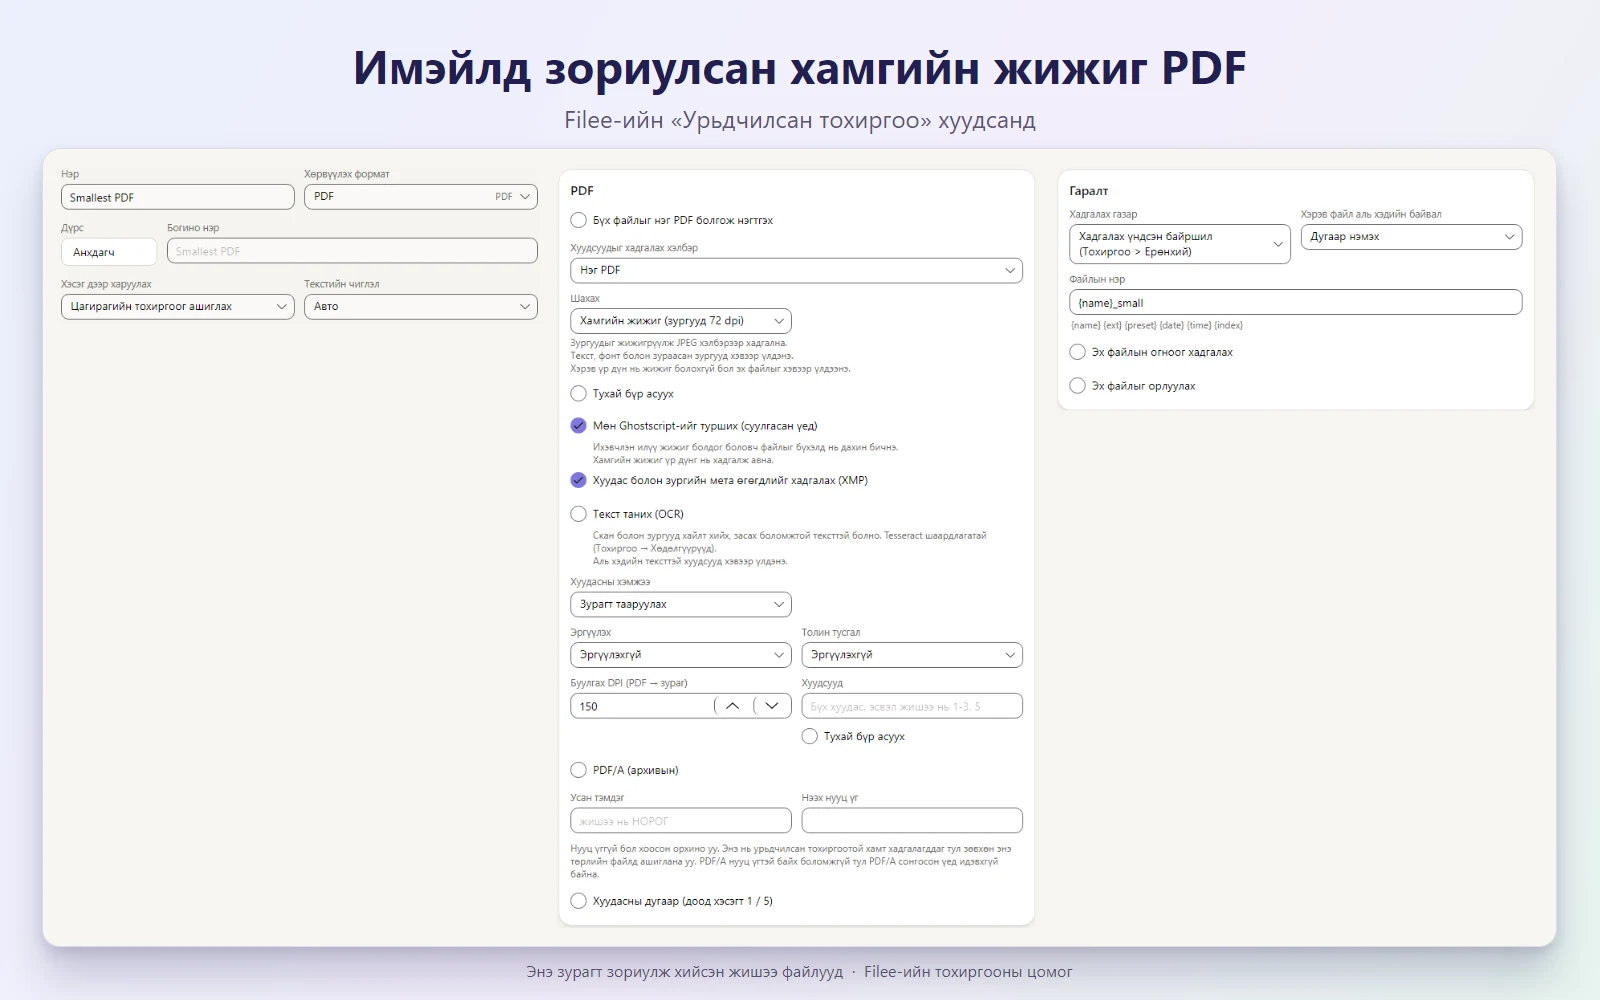 Имэйлд зориулсан хамгийн жижиг PDF
Filee-ийн «Урьдчилсан тохиргоо» хуудсанд
Нэр
Хөрвүүлэх формат
Smallest PDF
PDF PDF
Дүрс
Богино нэр
Анхдагч
Smallest PDF
Хэсэг дээр харуулах
Текстийн чиглэл
Цагирагийн тохиргоог ашиглах
Авто
PDF
Бүх файлыг нэг PDF болгож нэгтгэх
Хуудсуудыг хадгалах хэлбэр
Нэг PDF
Шахах
Хамгийн жижиг (зургууд 72 dpi)
Зургуудыг жижигрүүлж JPEG хэлбэрээр хадгална.
Текст, фонт болон зураасан зургууд хэвээр үлдэнэ.
Хэрэв үр дүн нь жижиг болохгүй бол эх файлыг хэвээр үлдээнэ.
Тухай бүр асуух
Мөн Ghostscript-ийг турших (суулгасан үед)
Ихэвчлэн илүү жижиг болдог боловч файлыг бүхэлд нь дахин бичнэ.
Хамгийн жижиг үр дүнг нь хадгалж авна.
Хуудас болон зургийн мета өгөгдлийг хадгалах (XMP)
Текст таних (OCR)
Скан болон зургууд хайлт хийх, засах боломжтой тексттэй болно. Tesseract шаардлагатай
(Тохиргоо → Хөдөлгүүрүүд).
Аль хэдийн тексттэй хуудсууд хэвээр үлдэнэ.
Хуудасны хэмжээ
Зурагт тааруулах
Эргүүлэх
Толин тусгал
Эргүүлэхгүй
Эргүүлэхгүй
Буулгах DPI (PDF → зураг)
Хуудсууд
150
Бүх хуудас, эсвэл жишээ нь 1-3, 5
Тухай бүр асуух
PDF/A (архивын)
Усан тэмдэг
Нээх нууц үг
жишээ нь НООРОГ
Нууц үггүй бол хоосон орхино уу. Энэ нь урьдчилсан тохиргоотой хамт хадгалагддаг тул зөвхөн энэ
төрлийн файлд ашиглана уу. PDF/A нууц үгтэй байх боломжгүй тул PDF/A сонгосон үед идэвхгүй
байна.
Хуудасны дугаар (доод хэсэгт 1 / 5)
Гаралт
Хадгалах газар
Хэрэв файл аль хэдийн байвал
Хадгалах үндсэн байршил
(Тохиргоо > Ерөнхий)
Дугаар нэмэх
Файлын нэр
{name}_small
{name} {ext} {preset} {date} {time} {index}
Эх файлын огноог хадгалах
Эх файлыг орлуулах
Энэ зурагт зориулж хийсэн жишээ файлууд · Filee-ийн тохиргооны цомог